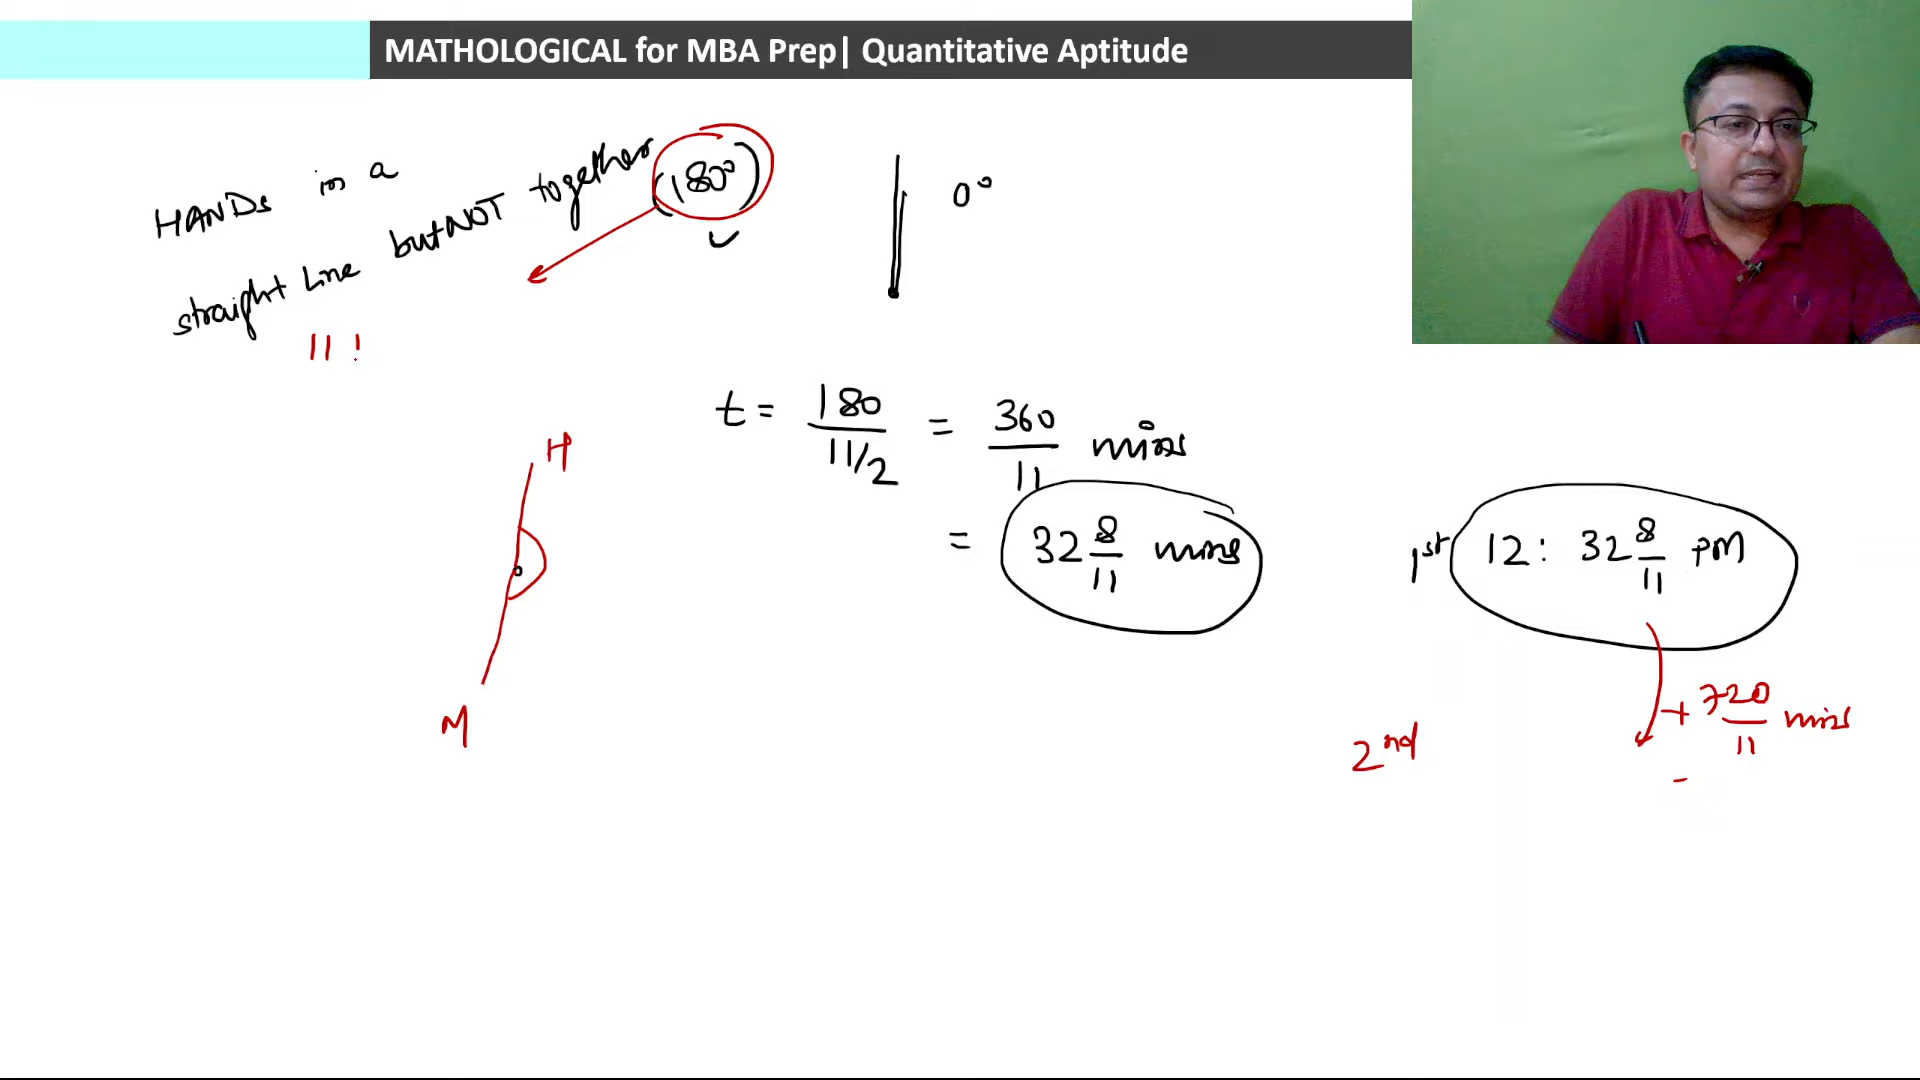 MATHOLOGICAL for MBA Prep| Quantitative Aptitude
HANDs in a
straight Line but NOT together (180°)
11 !
0°
H
M
t = 180 / 11/2 = 360 / 11 mins
= 32 8/11 mins
1st 12 : 32 8/11 PM
+ 720/11 mins
2nd
-